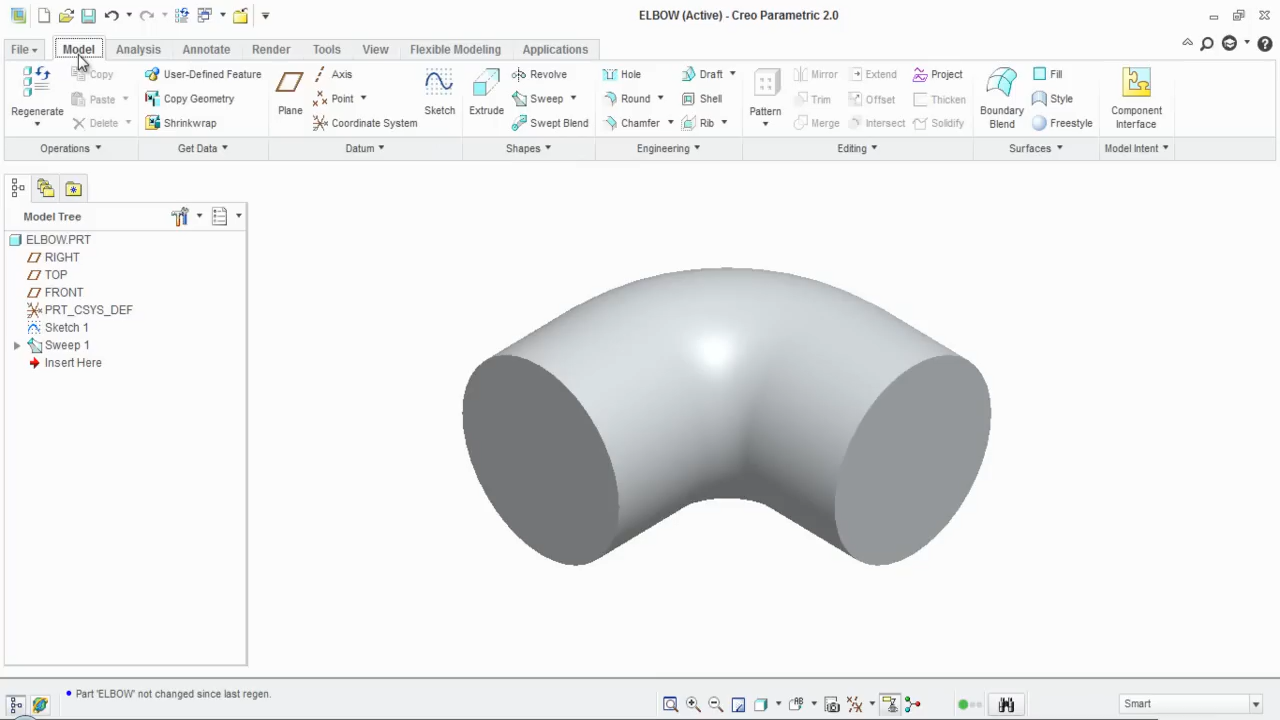 ELBOW (Active) - Creo Parametric 2.0
File Model Analysis Annotate Render Tools View Flexible Modeling Applications
Regenerate
Copy
Paste
Delete
Operations
User-Defined Feature
Copy Geometry
Shrinkwrap
Get Data
Plane
Axis
Point
Coordinate System
Sketch
Datum
Extrude
Revolve
Sweep
Swept Blend
Shapes
Hole
Round
Chamfer
Draft
Shell
Rib
Engineering
Pattern
Mirror
Trim
Merge
Extend
Offset
Intersect
Project
Thicken
Solidify
Editing
Boundary
Blend
Fill
Style
Freestyle
Surfaces
Component
Interface
Model Intent
Model Tree
ELBOW.PRT
RIGHT
TOP
FRONT
PRT_CSYS_DEF
Sketch 1
Sweep 1
Insert Here
Part 'ELBOW' not changed since last regen.
Smart